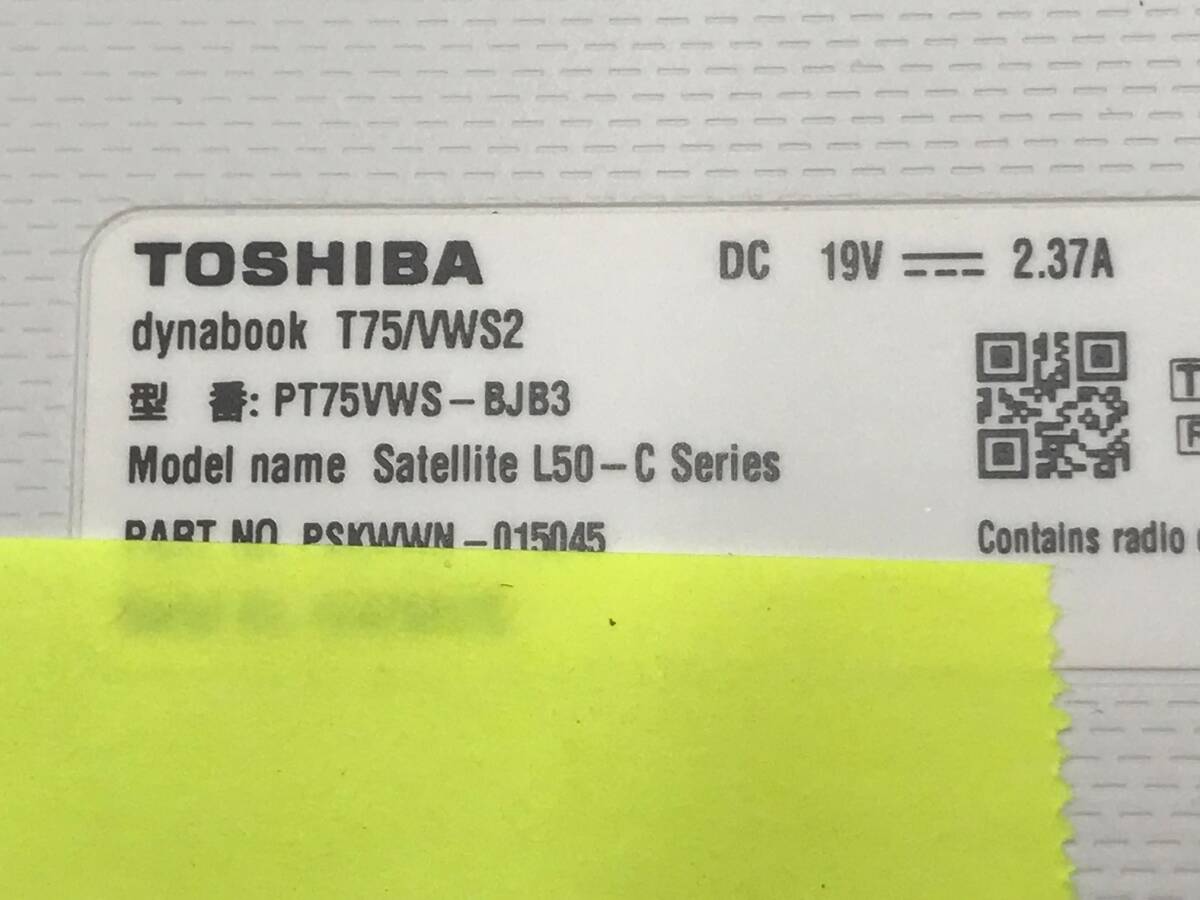 TOSHIBA
DC 19V 2.37A
dynabook T75/VWS2
型 番: PT75VWS-BJB3
Model name Satellite L50-C Series
PART NO PSKWWN-015045
Contains radio